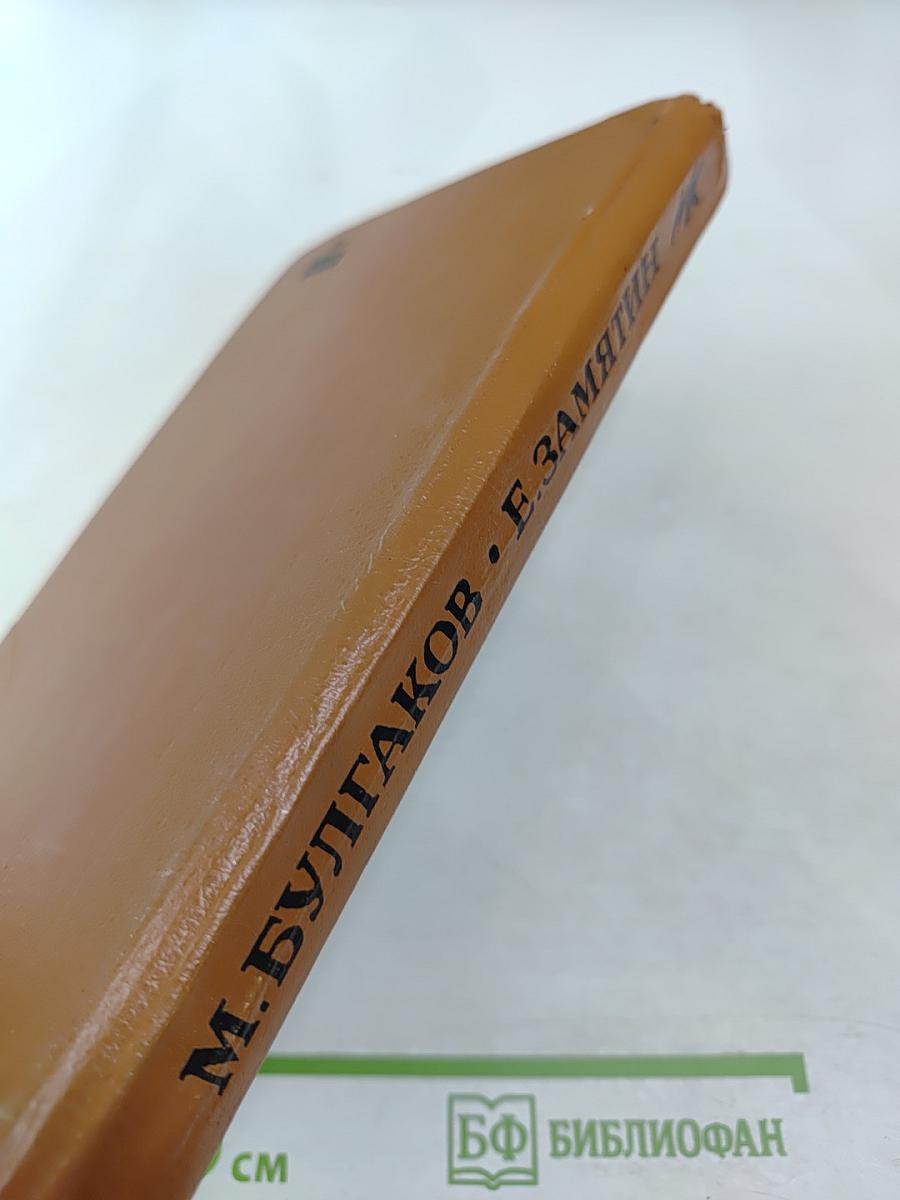 М. БУЛГАКОВ • Е. ЗАМЯТИН
см
БФ БИБЛИОФАН